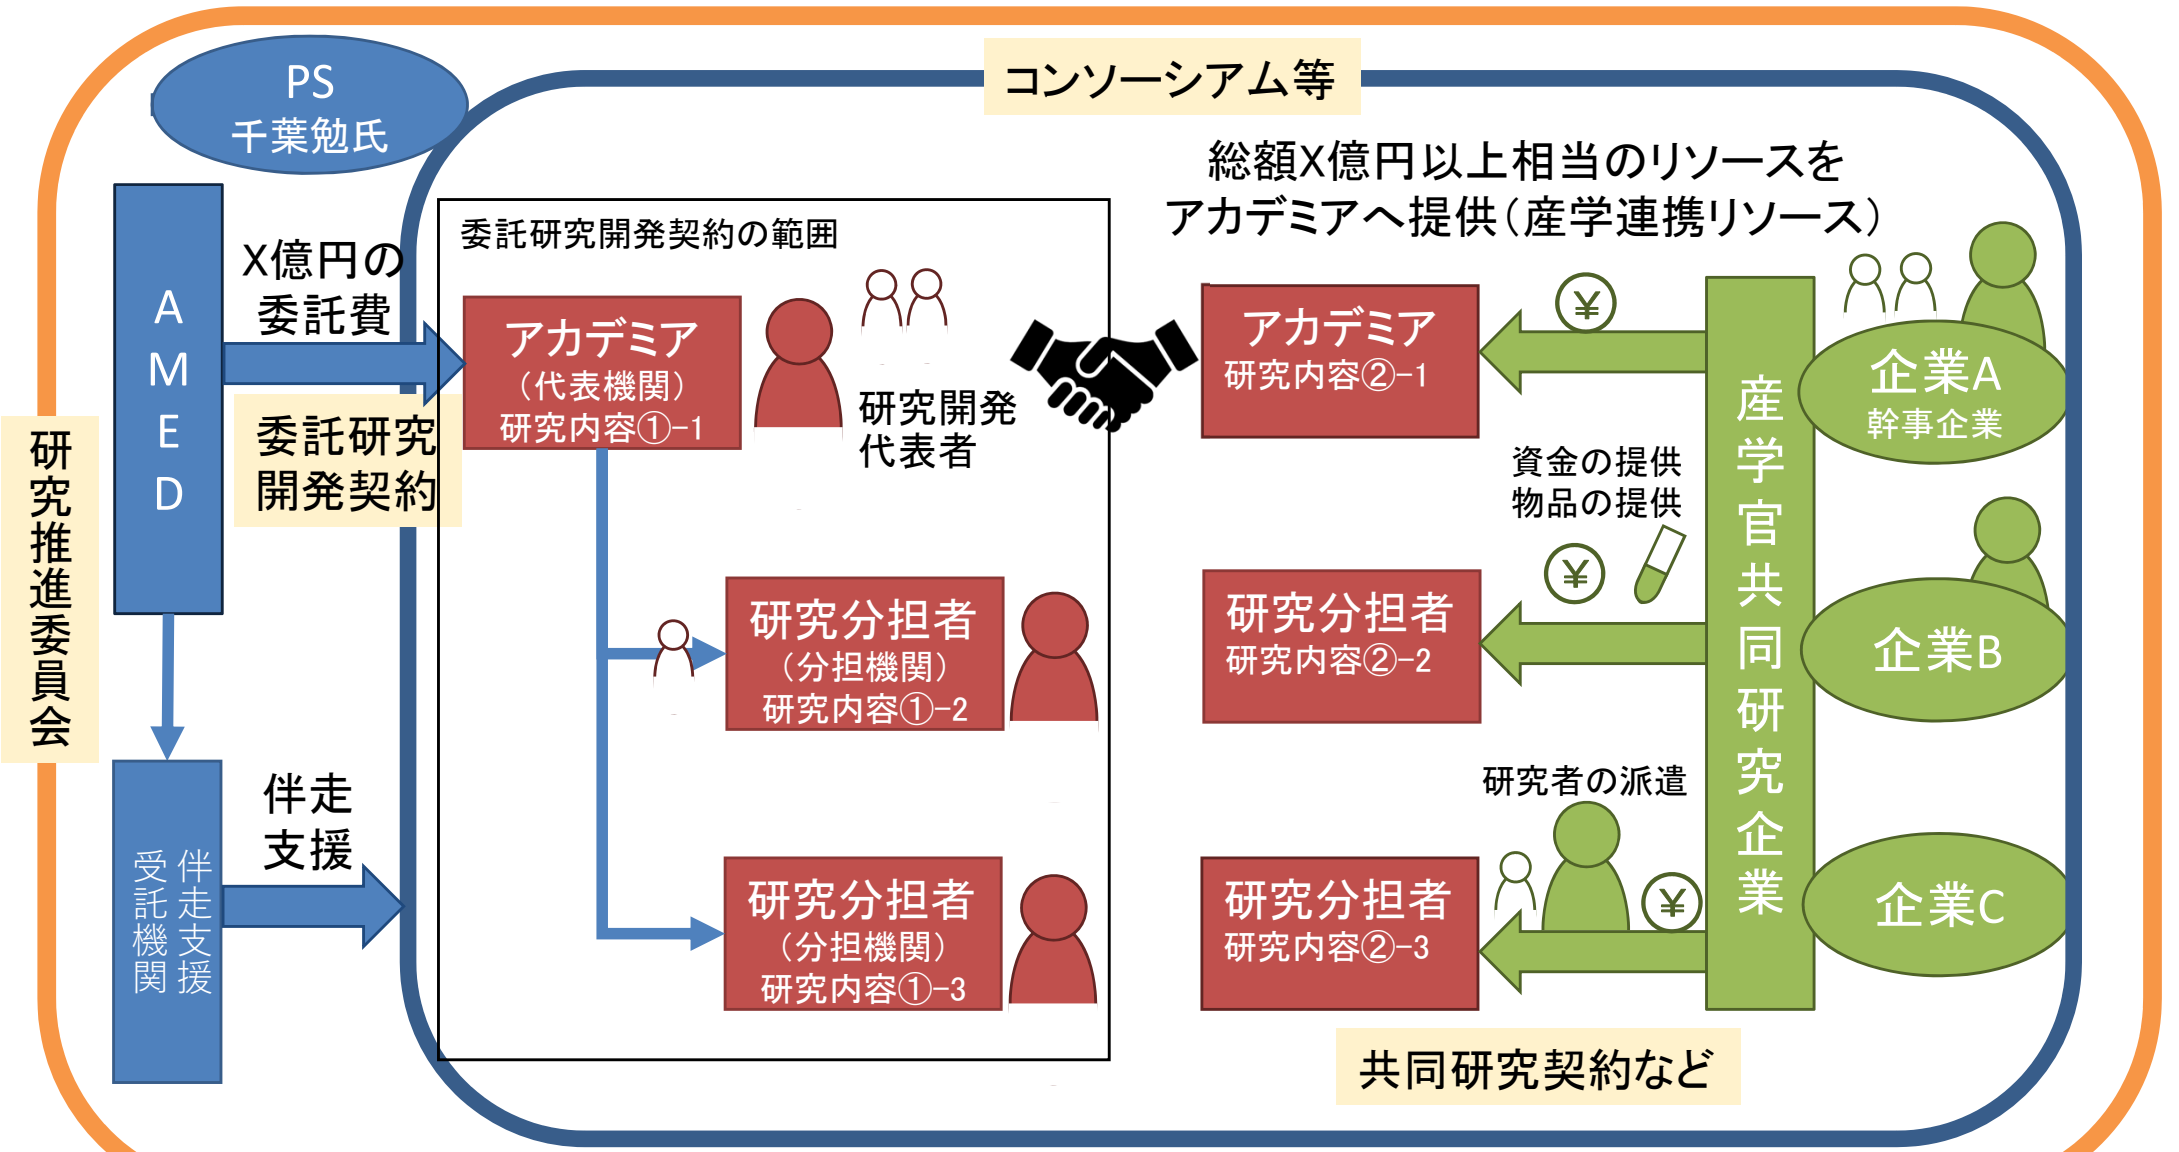 コンソーシアム等
PS
千葉勉氏
総額X億円以上相当のリソースを
アカデミアへ提供（産学連携リソース）
研究推進委員会
AMED
X億円の
委託費
委託研究
開発契約
伴走支援
受託機関
伴走
支援
委託研究開発契約の範囲
アカデミア
（代表機関）
研究内容①-1
研究開発
代表者
研究分担者
（分担機関）
研究内容①-2
研究分担者
（分担機関）
研究内容①-3
アカデミア
研究内容②-1
研究分担者
研究内容②-2
研究分担者
研究内容②-3
¥
資金の提供
物品の提供
¥
研究者の派遣
¥
産学官共同研究企業
企業A
幹事企業
企業B
企業C
共同研究契約など